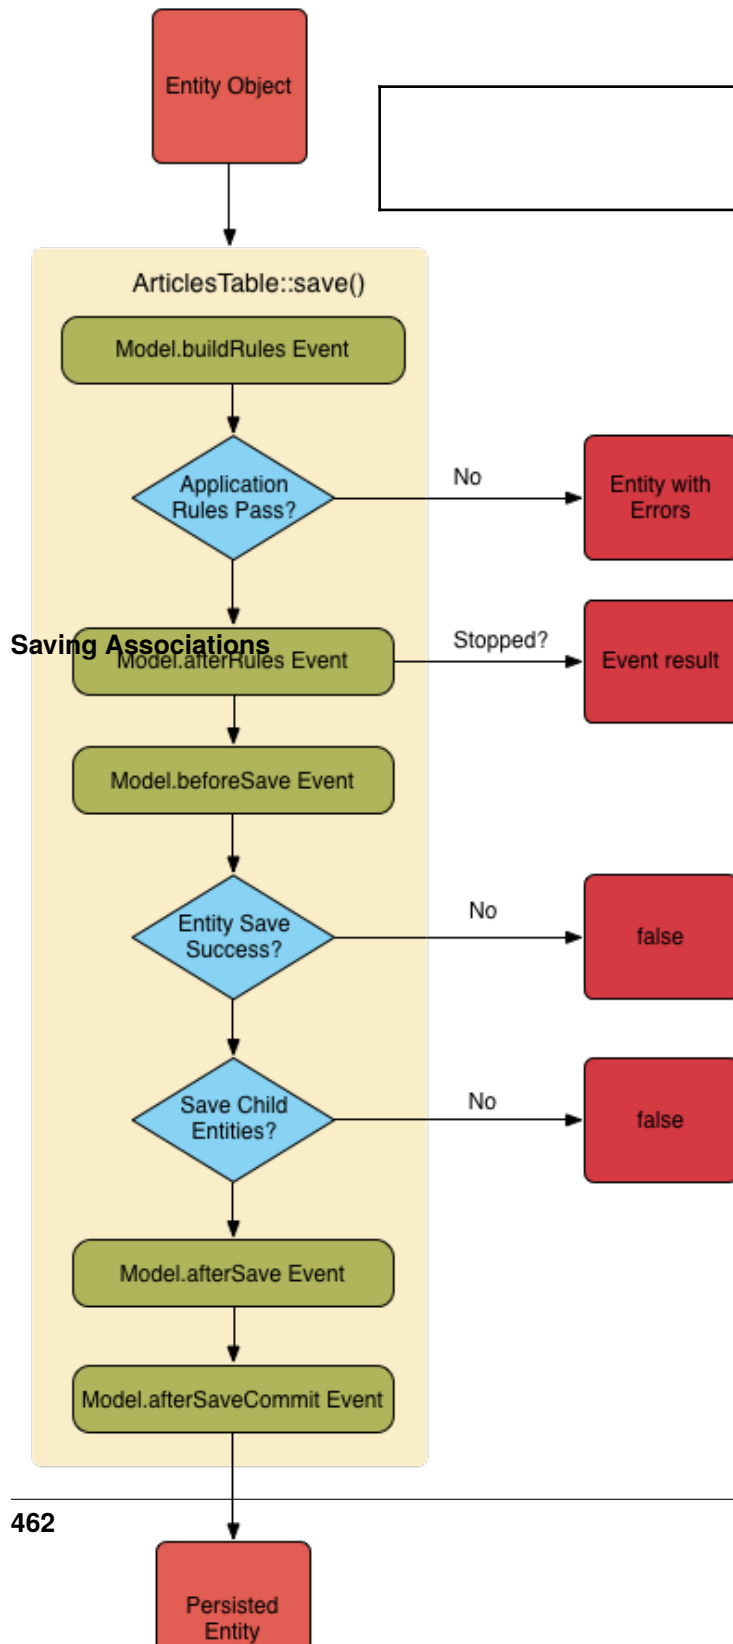 Entity Object
ArticlesTable::save()
Model.buildRules Event
Application
Rules Pass?
No
Entity with
Errors
Saving Associations
Model.afterRules Event
Stopped?
Event result
Model.beforeSave Event
Entity Save
Success?
No
false
Save Child
Entities?
No
false
Model.afterSave Event
Model.afterSaveCommit Event
462
Persisted
Entity